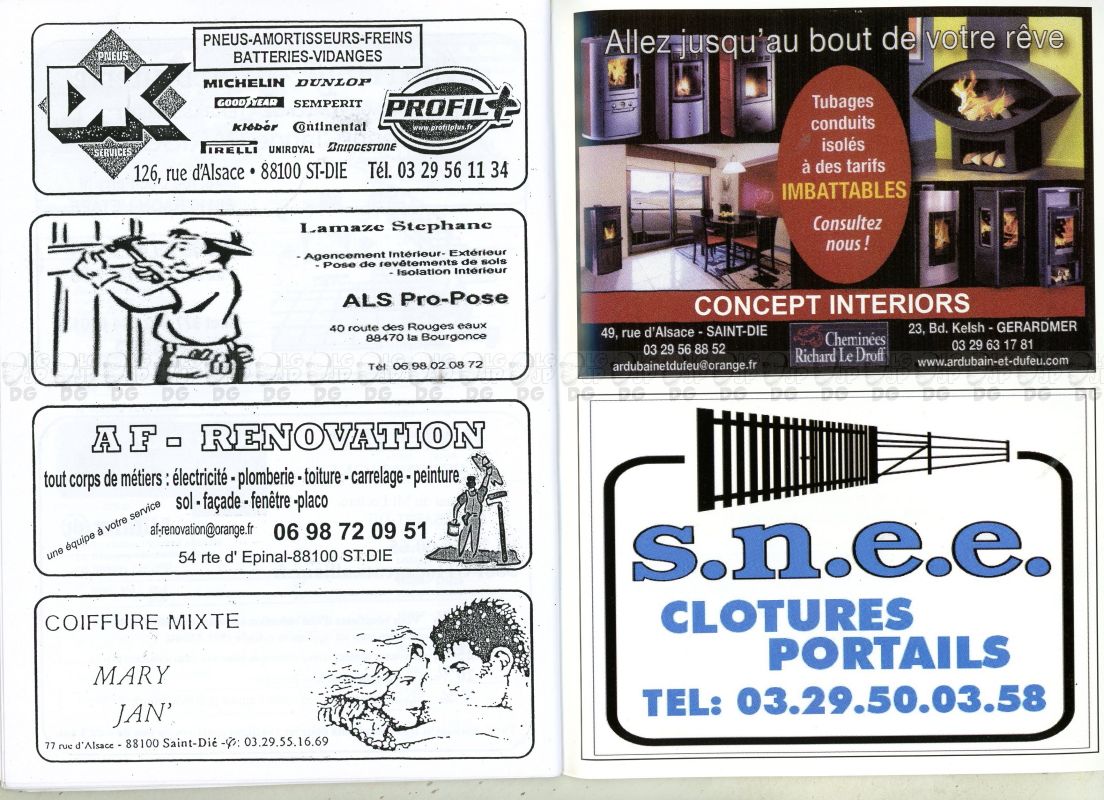 PNEUS
DK
SERVICES
PNEUS-AMORTISSEURS-FREINS
BATTERIES-VIDANGES
MICHELIN DUNLOP
GOODYEAR SEMPERIT
kléber Continental
PIRELLI UNIROYAL BRIDGESTONE
PROFIL+
www.profilplus.fr
126, rue d'Alsace • 88100 ST-DIE Tél. 03 29 56 11 34
Lamaze Stephane
- Agencement Intérieur- Extérieur
- Pose de revêtements de sols
- Isolation Intérieur
ALS Pro-Pose
40 route des Rouges eaux
88470 la Bourgonce
Tél 06.98.02.08 72
AF - RENOVATION
tout corps de métiers : électricité - plomberie - toiture - carrelage - peinture
sol - façade - fenêtre -placo
une équipe à votre service
af-renovation@orange.fr 06 98 72 09 51
54 rte d' Epinal-88100 ST.DIE
COIFFURE MIXTE
MARY
JAN'
77 rue d'Alsace - 88100 Saint-Dié - : 03.29.55.16.69
Allez jusqu'au bout de votre rêve
Tubages
conduits
isolés
à des tarifs
IMBATTABLES
Consultez
nous !
CONCEPT INTERIORS
49, rue d'Alsace - SAINT-DIE
03 29 56 88 52
ardubainetdufeu@orange.fr
Cheminées
Richard Le Droff
23, Bd. Kelsh - GERARDMER
03 29 63 17 81
www.ardubain-et-dufeu.com
s.n.e.e.
CLOTURES
PORTAILS
TEL: 03.29.50.03.58